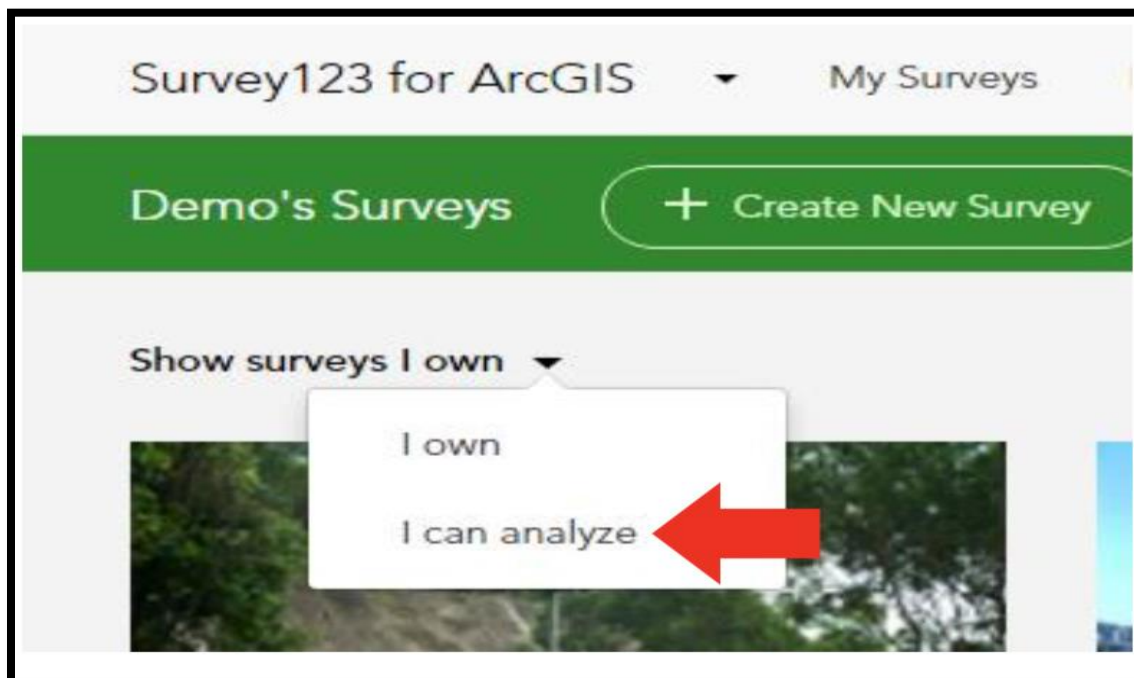 Survey123 for ArcGIS My Surveys
Demo's Surveys + Create New Survey
Show surveys I own
I own
I can analyze